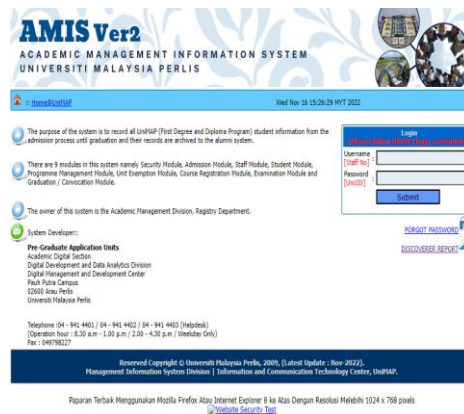 AMIS Ver2
ACADEMIC MANAGEMENT INFORMATION SYSTEM
UNIVERSITI MALAYSIA PERLIS
:: Home@UniMAP
Wed Nov 16 15:26:29 MYT 2022
The purpose of the system is to record all UniMAP (First Degree and Diploma Program) student information from the
admission process until graduation and their records are archived to the alumni system.
There are 9 modules in this system namely Security Module, Admission Module, Staff Module, Student Module,
Programme Management Module, Unit Exemption Module, Course Registration Module, Examination Module and
Graduation / Convocation Module.
The owner of this system is the Academic Management Division, Registry Department.
System Developer::
Pre-Graduate Application Units
Academic Digital Section
Digital Development and Data Analytics Division
Digital Management and Development Center
Pauh Putra Campus
02600 Arau Perlis
Universiti Malaysia Perlis
Telephone :04 - 941 4401 / 04 - 941 4402 / 04 - 941 4403 (Helpdesk)
(Operation hour : 8.30 a.m - 1.00 p.m / 2.00 - 4.30 p.m / Weekday Only)
Fax : 049798227
Login
Username :
[Staff No]
Password :
[UniSIS]
Submit
FORGOT PASSWORD
DISCOVERER REPORT
Reserved Copyright © Universiti Malaysia Perlis, 2009, (Latest Update : Nov-2022).
Management Information System Division | Information and Communication Technology Center, UniMAP.
Paparan Terbaik Menggunakan Mozilla Firefox Atau Internet Explorer 8 ke Atas Dengan Resolusi Melebihi 1024 x 768 pixels
Website Security Test